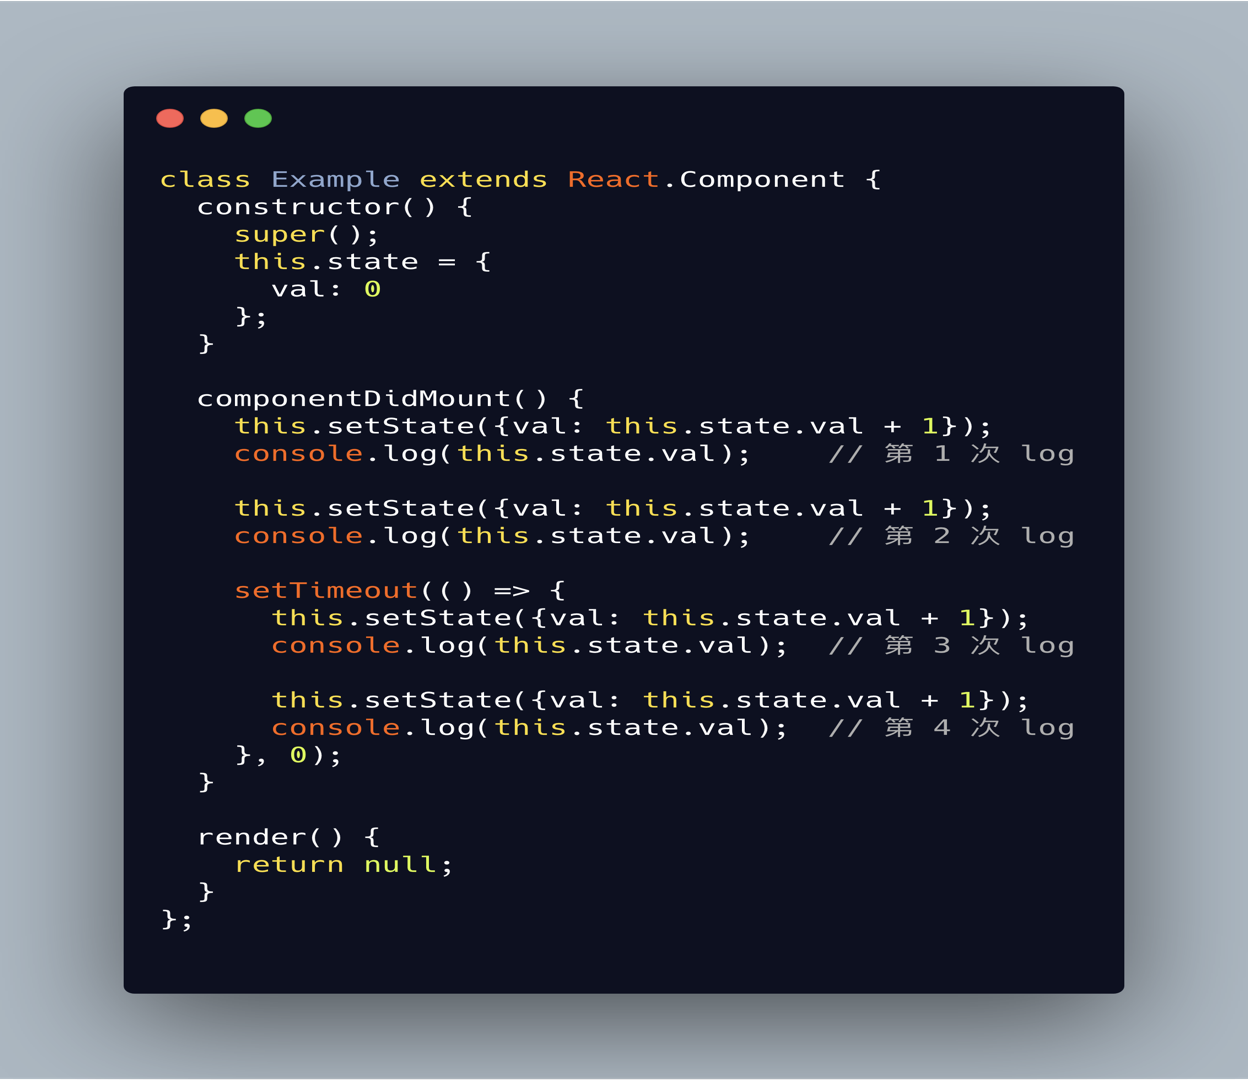 class Example extends React.Component {
  constructor() {
    super();
    this.state = {
      val: 0
    };
  }

  componentDidMount() {
    this.setState({val: this.state.val + 1});
    console.log(this.state.val);    // 第 1 次 log

    this.setState({val: this.state.val + 1});
    console.log(this.state.val);    // 第 2 次 log

    setTimeout(() => {
      this.setState({val: this.state.val + 1});
      console.log(this.state.val);  // 第 3 次 log

      this.setState({val: this.state.val + 1});
      console.log(this.state.val);  // 第 4 次 log
    }, 0);
  }

  render() {
    return null;
  }
};